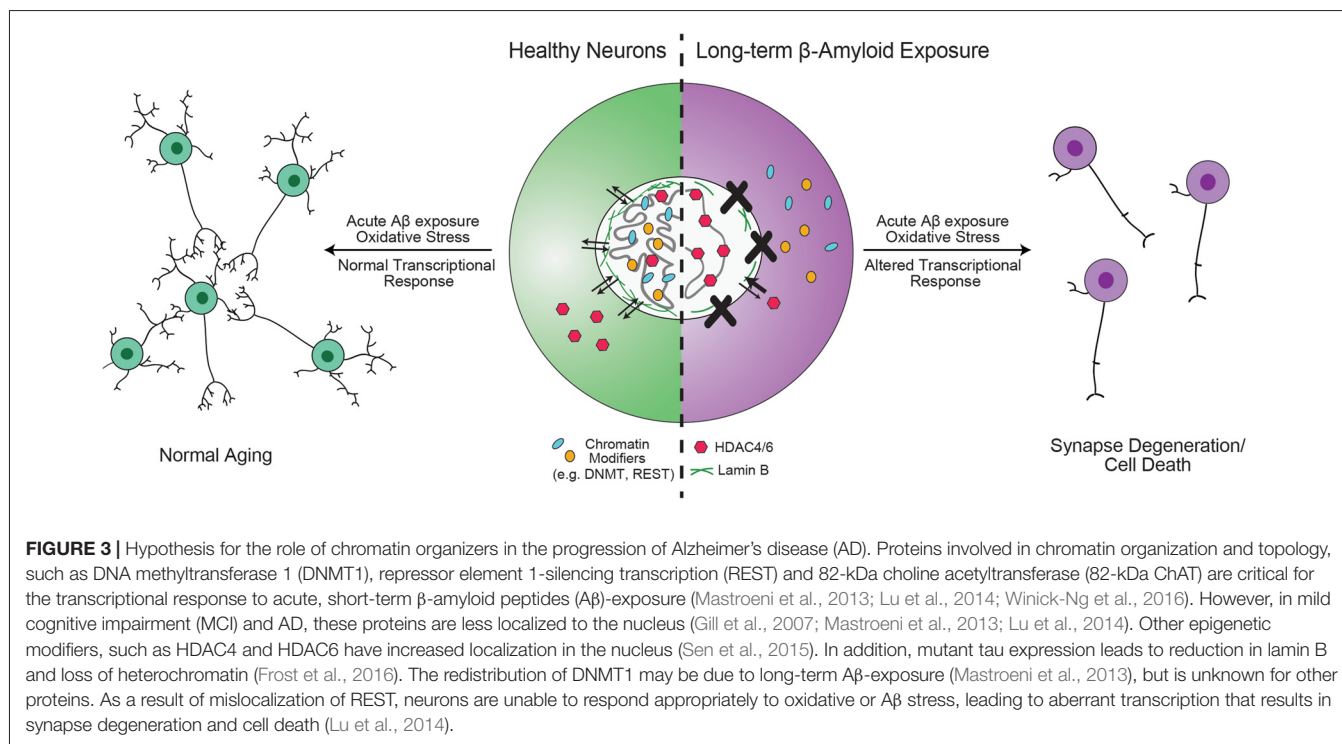 Healthy Neurons
Long-term β-Amyloid Exposure
Acute Aβ exposure
Oxidative Stress
Normal Transcriptional
Response
Acute Aβ exposure
Oxidative Stress
Altered Transcriptional
Response
Normal Aging
Chromatin
Modifiers
(e.g. DNMT, REST)
HDAC4/6
Lamin B
Synapse Degeneration/
Cell Death
FIGURE 3 | Hypothesis for the role of chromatin organizers in the progression of Alzheimer's disease (AD). Proteins involved in chromatin organization and topology,
such as DNA methyltransferase 1 (DNMT1), repressor element 1-silencing transcription (REST) and 82-kDa choline acetyltransferase (82-kDa ChAT) are critical for
the transcriptional response to acute, short-term β-amyloid peptides (Aβ)-exposure (Mastroeni et al., 2013; Lu et al., 2014; Winick-Ng et al., 2016). However, in mild
cognitive impairment (MCI) and AD, these proteins are less localized to the nucleus (Gill et al., 2007; Mastroeni et al., 2013; Lu et al., 2014). Other epigenetic
modifiers, such as HDAC4 and HDAC6 have increased localization in the nucleus (Sen et al., 2015). In addition, mutant tau expression leads to reduction in lamin B
and loss of heterochromatin (Frost et al., 2016). The redistribution of DNMT1 may be due to long-term Aβ-exposure (Mastroeni et al., 2013), but is unknown for other
proteins. As a result of mislocalization of REST, neurons are unable to respond appropriately to oxidative or Aβ stress, leading to aberrant transcription that results in
synapse degeneration and cell death (Lu et al., 2014).